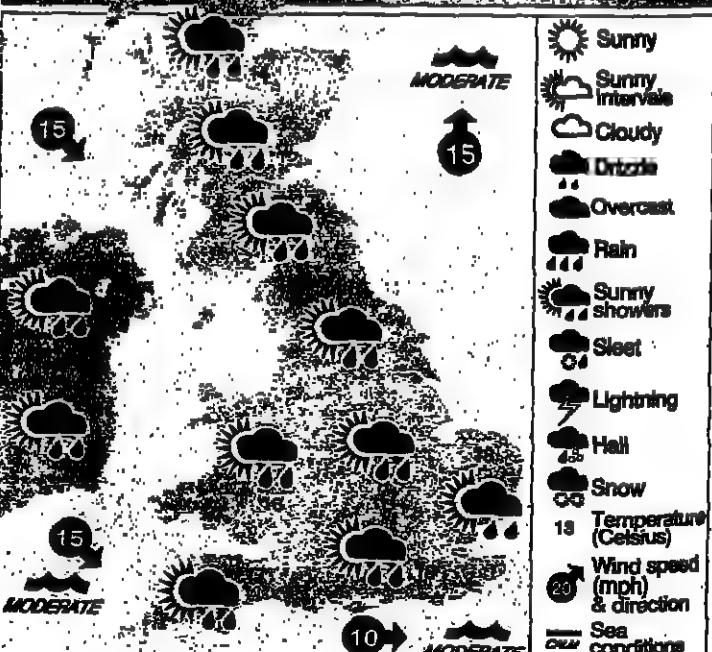 MODERATE
15
15
15
MODERATE
10
MODERATE
Sunny
Sunny
intervals
Cloudy
Drizzle
Overcast
Rain
Sunny
showers
Sleet
Lightning
Hail
Snow
18 Temperature
(Celsius)
20 Wind speed
(mph)
& direction
Sea
conditions